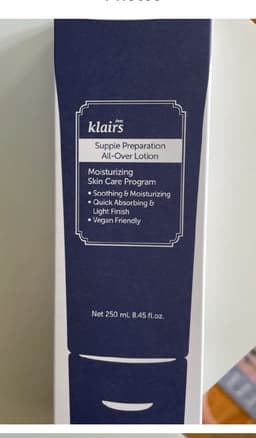 dear,
klairs
Supple Preparation
All-Over Lotion
Moisturizing
Skin Care Program
• Soothing & Moisturizing
• Quick Absorbing &
Light Finish
• Vegan Friendly
Net 250 mL 8.45 fl.oz.